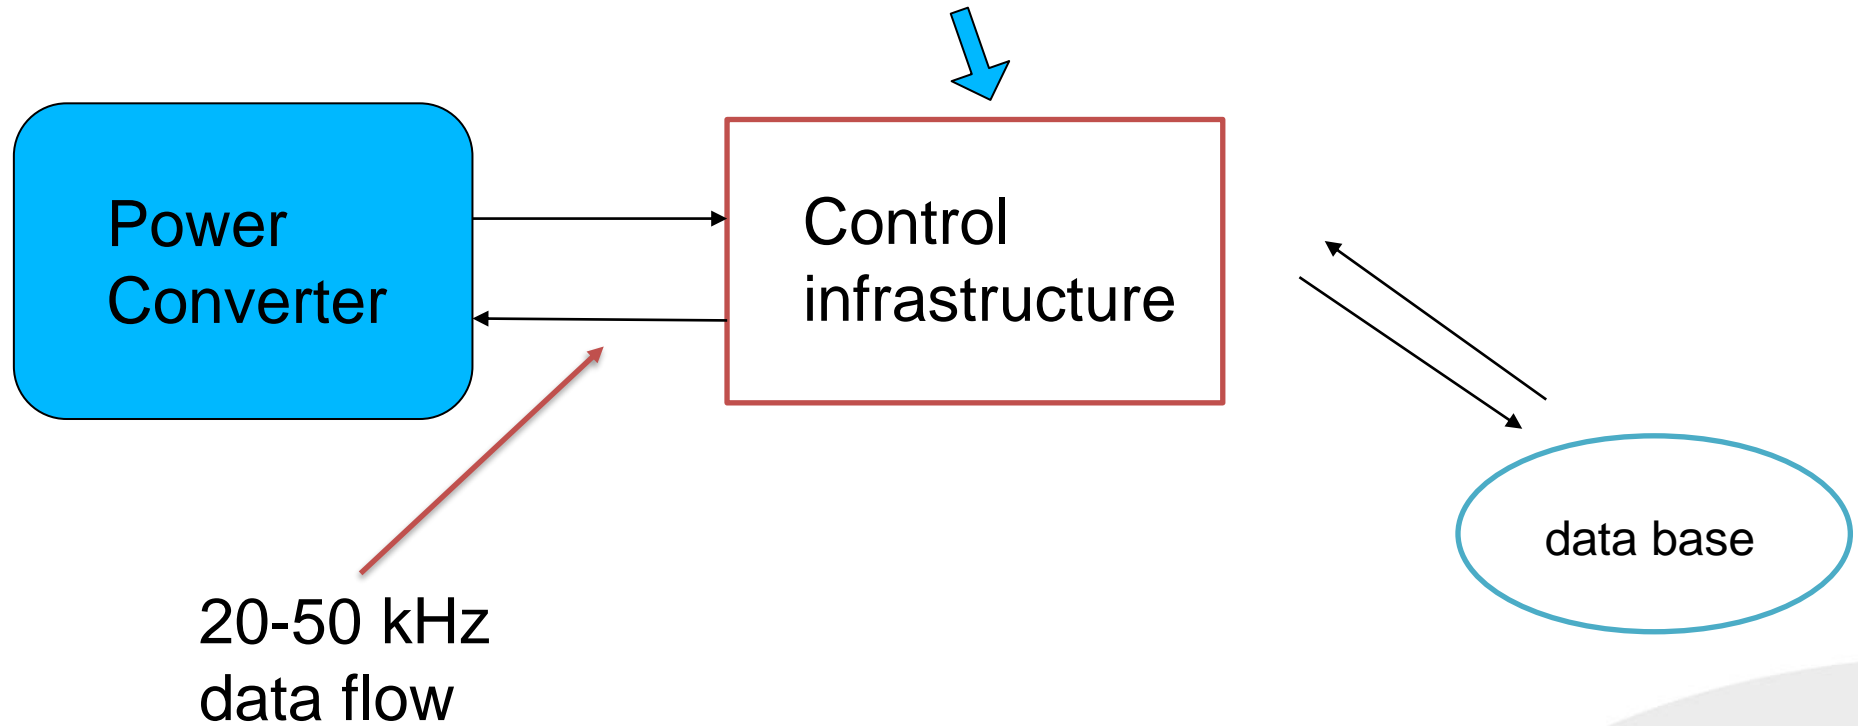 Power
Converter
Control
infrastructure
data base
20-50 kHz
data flow